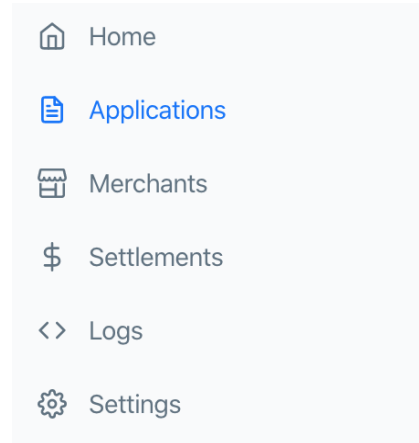 Home
Applications
Merchants
Settlements
Logs
Settings